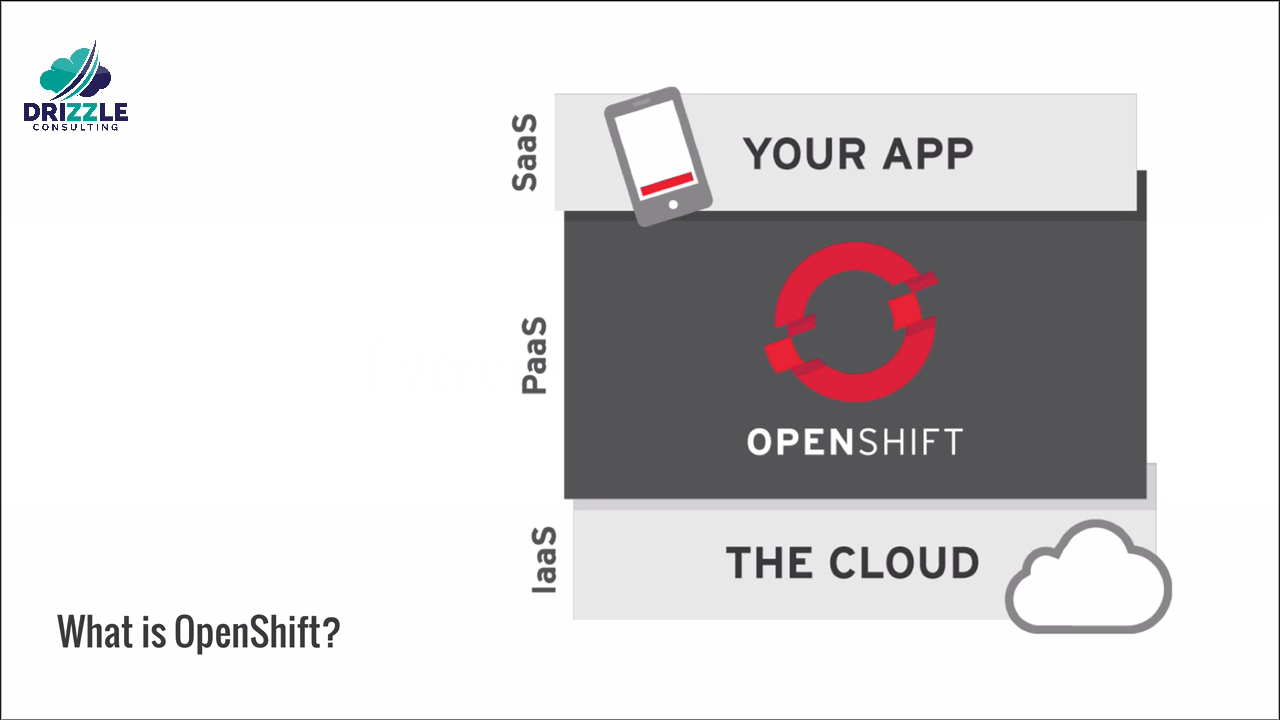 DRIZZLE
CONSULTING
SaaS
YOUR APP
PaaS
OPENSHIFT
IaaS
THE CLOUD
What is OpenShift?